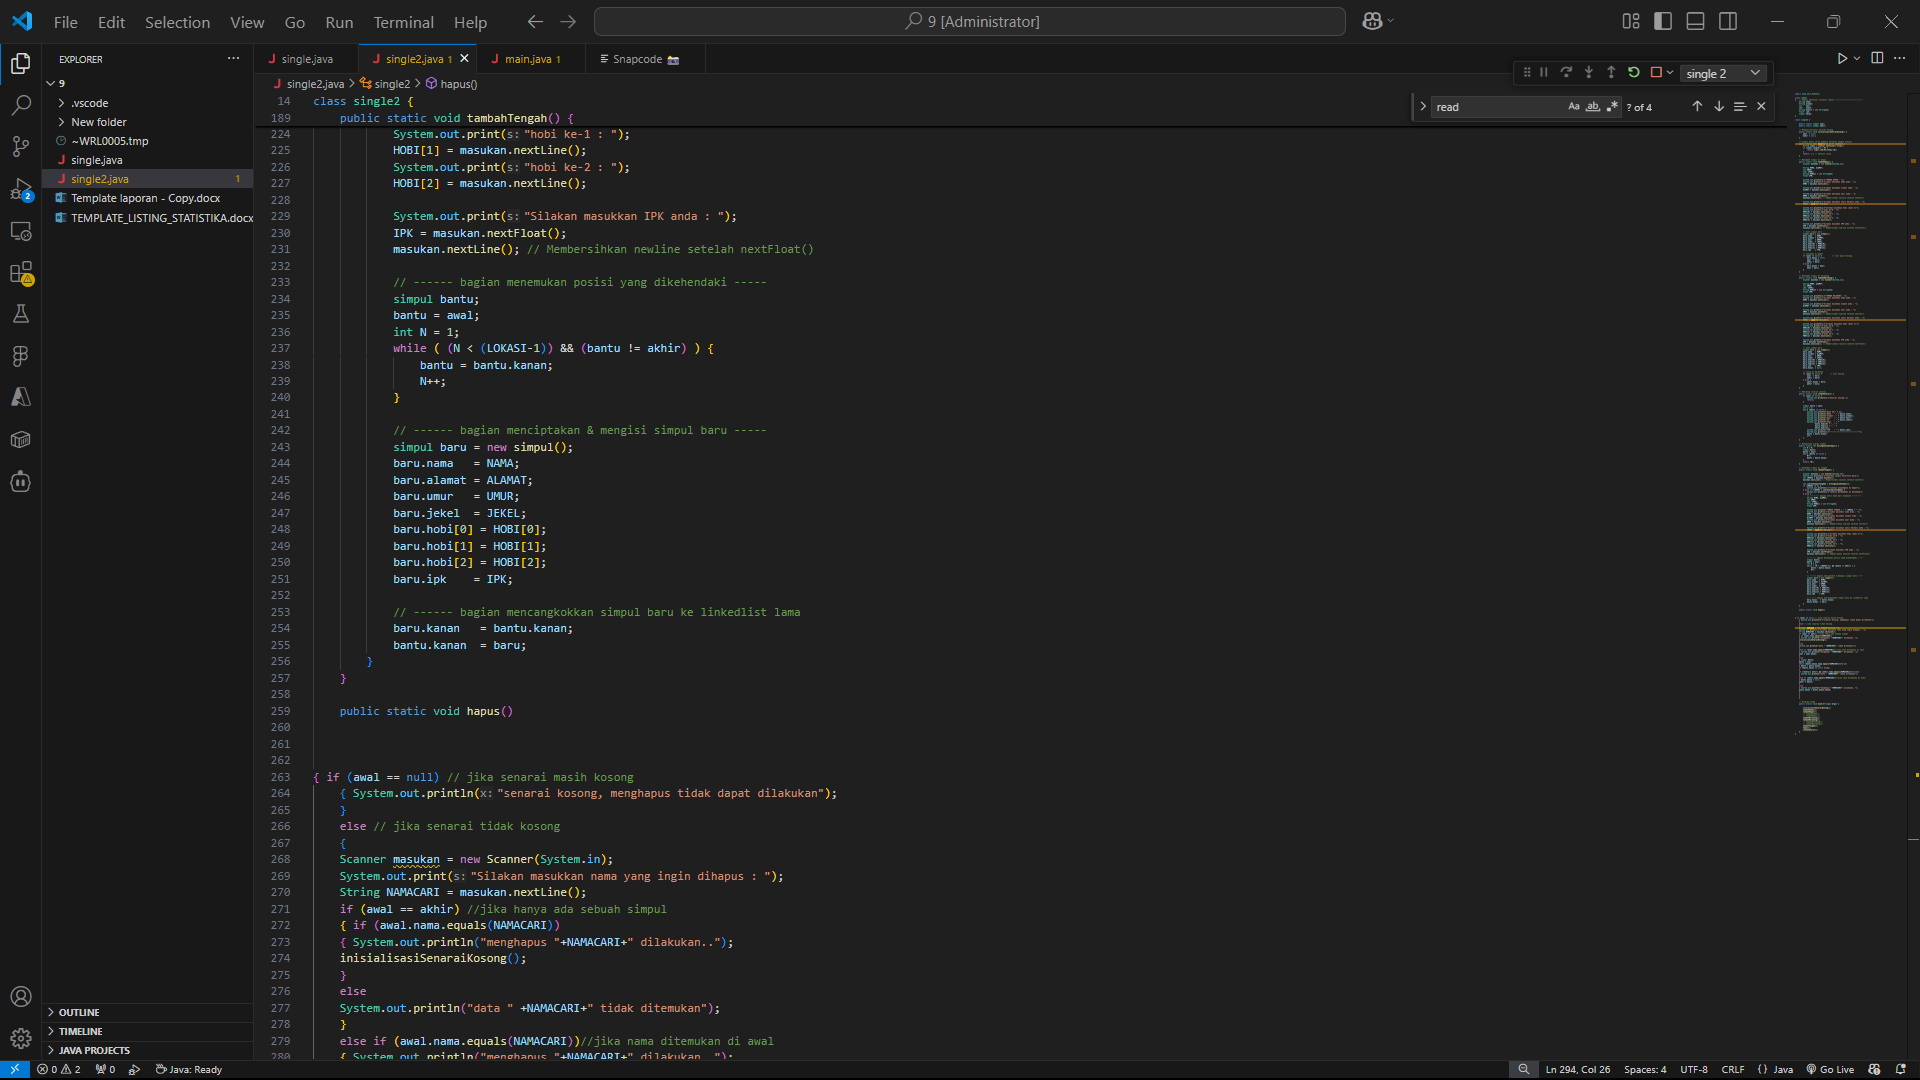 File Edit Selection View Go Run Terminal Help
9 [Administrator]
EXPLORER
9
.vscode
New folder
~WRL0005.tmp
single.java
single2.java 1
Template laporan - Copy.docx
TEMPLATE_LISTING_STATISTIKA.docx
OUTLINE
TIMELINE
JAVA PROJECTS
single.java
single2.java 1
main.java 1
Snapcode
single2.java > single2 > hapus()
single 2
read
Aa ab ? of 4
14 class single2 {
189 public static void tambahTengah() {
224 System.out.print(s: "hobi ke-1 : ");
225 HOBI[1] = masukan.nextLine();
226 System.out.print(s: "hobi ke-2 : ");
227 HOBI[2] = masukan.nextLine();
228
229 System.out.print(s: "Silakan masukkan IPK anda : ");
230 IPK = masukan.nextFloat();
231 masukan.nextLine(); // Membersihkan newline setelah nextFloat()
232
233 // ------ bagian menemukan posisi yang dikehendaki -----
234 simpul bantu;
235 bantu = awal;
236 int N = 1;
237 while ( (N < (LOKASI-1)) && (bantu != akhir) ) {
238 bantu = bantu.kanan;
239 N++;
240 }
241
242 // ------ bagian menciptakan & mengisi simpul baru -----
243 simpul baru = new simpul();
244 baru.nama = NAMA;
245 baru.alamat = ALAMAT;
246 baru.umur = UMUR;
247 baru.jekel = JEKEL;
248 baru.hobi[0] = HOBI[0];
249 baru.hobi[1] = HOBI[1];
250 baru.hobi[2] = HOBI[2];
251 baru.ipk = IPK;
252
253 // ------ bagian mencangkokkan simpul baru ke linkedlist lama
254 baru.kanan = bantu.kanan;
255 bantu.kanan = baru;
256 }
257 }
258
259 public static void hapus()
260
261
262
263 { if (awal == null) // jika senarai masih kosong
264 { System.out.println(x: "senarai kosong, menghapus tidak dapat dilakukan");
265 }
266 else // jika senarai tidak kosong
267 {
268 Scanner masukan = new Scanner(System.in);
269 System.out.print(s: "Silakan masukkan nama yang ingin dihapus : ");
270 String NAMACARI = masukan.nextLine();
271 if (awal == akhir) //jika hanya ada sebuah simpul
272 { if (awal.nama.equals(NAMACARI))
273 { System.out.println("menghapus "+NAMACARI+" dilakukan..");
274 inisialisasiSenaraiKosong();
275 }
276 else
277 System.out.println("data " +NAMACARI+" tidak ditemukan");
278 }
279 else if (awal.nama.equals(NAMACARI))//jika nama ditemukan di awal
280 { System.out.println("menghapus "+NAMACARI+" dilakukan..");
0 2 0 Java: Ready
Ln 294, Col 26 Spaces: 4 UTF-8 CRLF {} Java Go Live